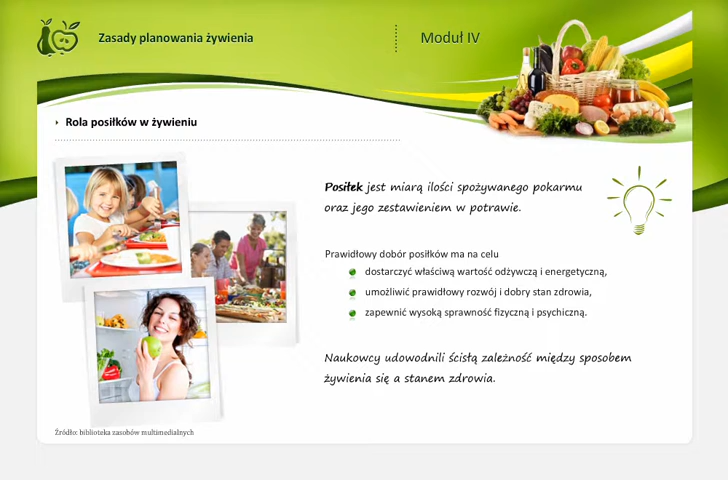 Zasady planowania żywienia
Moduł IV
Rola posiłków w żywieniu
Posiłek jest miarą ilości spożywanego pokarmu
oraz jego zestawieniem w potrawie.
Prawidłowy dobór posiłków ma na celu
dostarczyć właściwą wartość odżywczą i energetyczną,
umożliwić prawidłowy rozwój i dobry stan zdrowia,
zapewnić wysoką sprawność fizyczną i psychiczną.
Naukowcy udowodnili ścisłą zależność między sposobem
żywienia się a stanem zdrowia.
Źródło: biblioteka zasobów multimedialnych